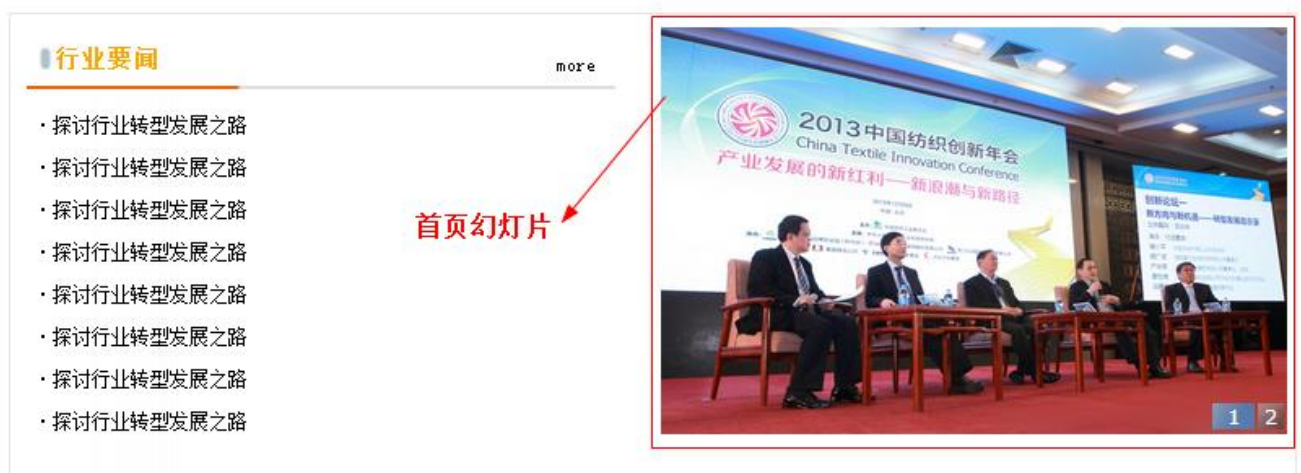 行业要闻
more
·探讨行业转型发展之路
·探讨行业转型发展之路
·探讨行业转型发展之路
·探讨行业转型发展之路
·探讨行业转型发展之路
·探讨行业转型发展之路
·探讨行业转型发展之路
·探讨行业转型发展之路
首页幻灯片
2013中国纺织创新年会
China Textile Innovation Conference
产业发展的新红利——新浪潮与新路径
创新论坛一
1 2